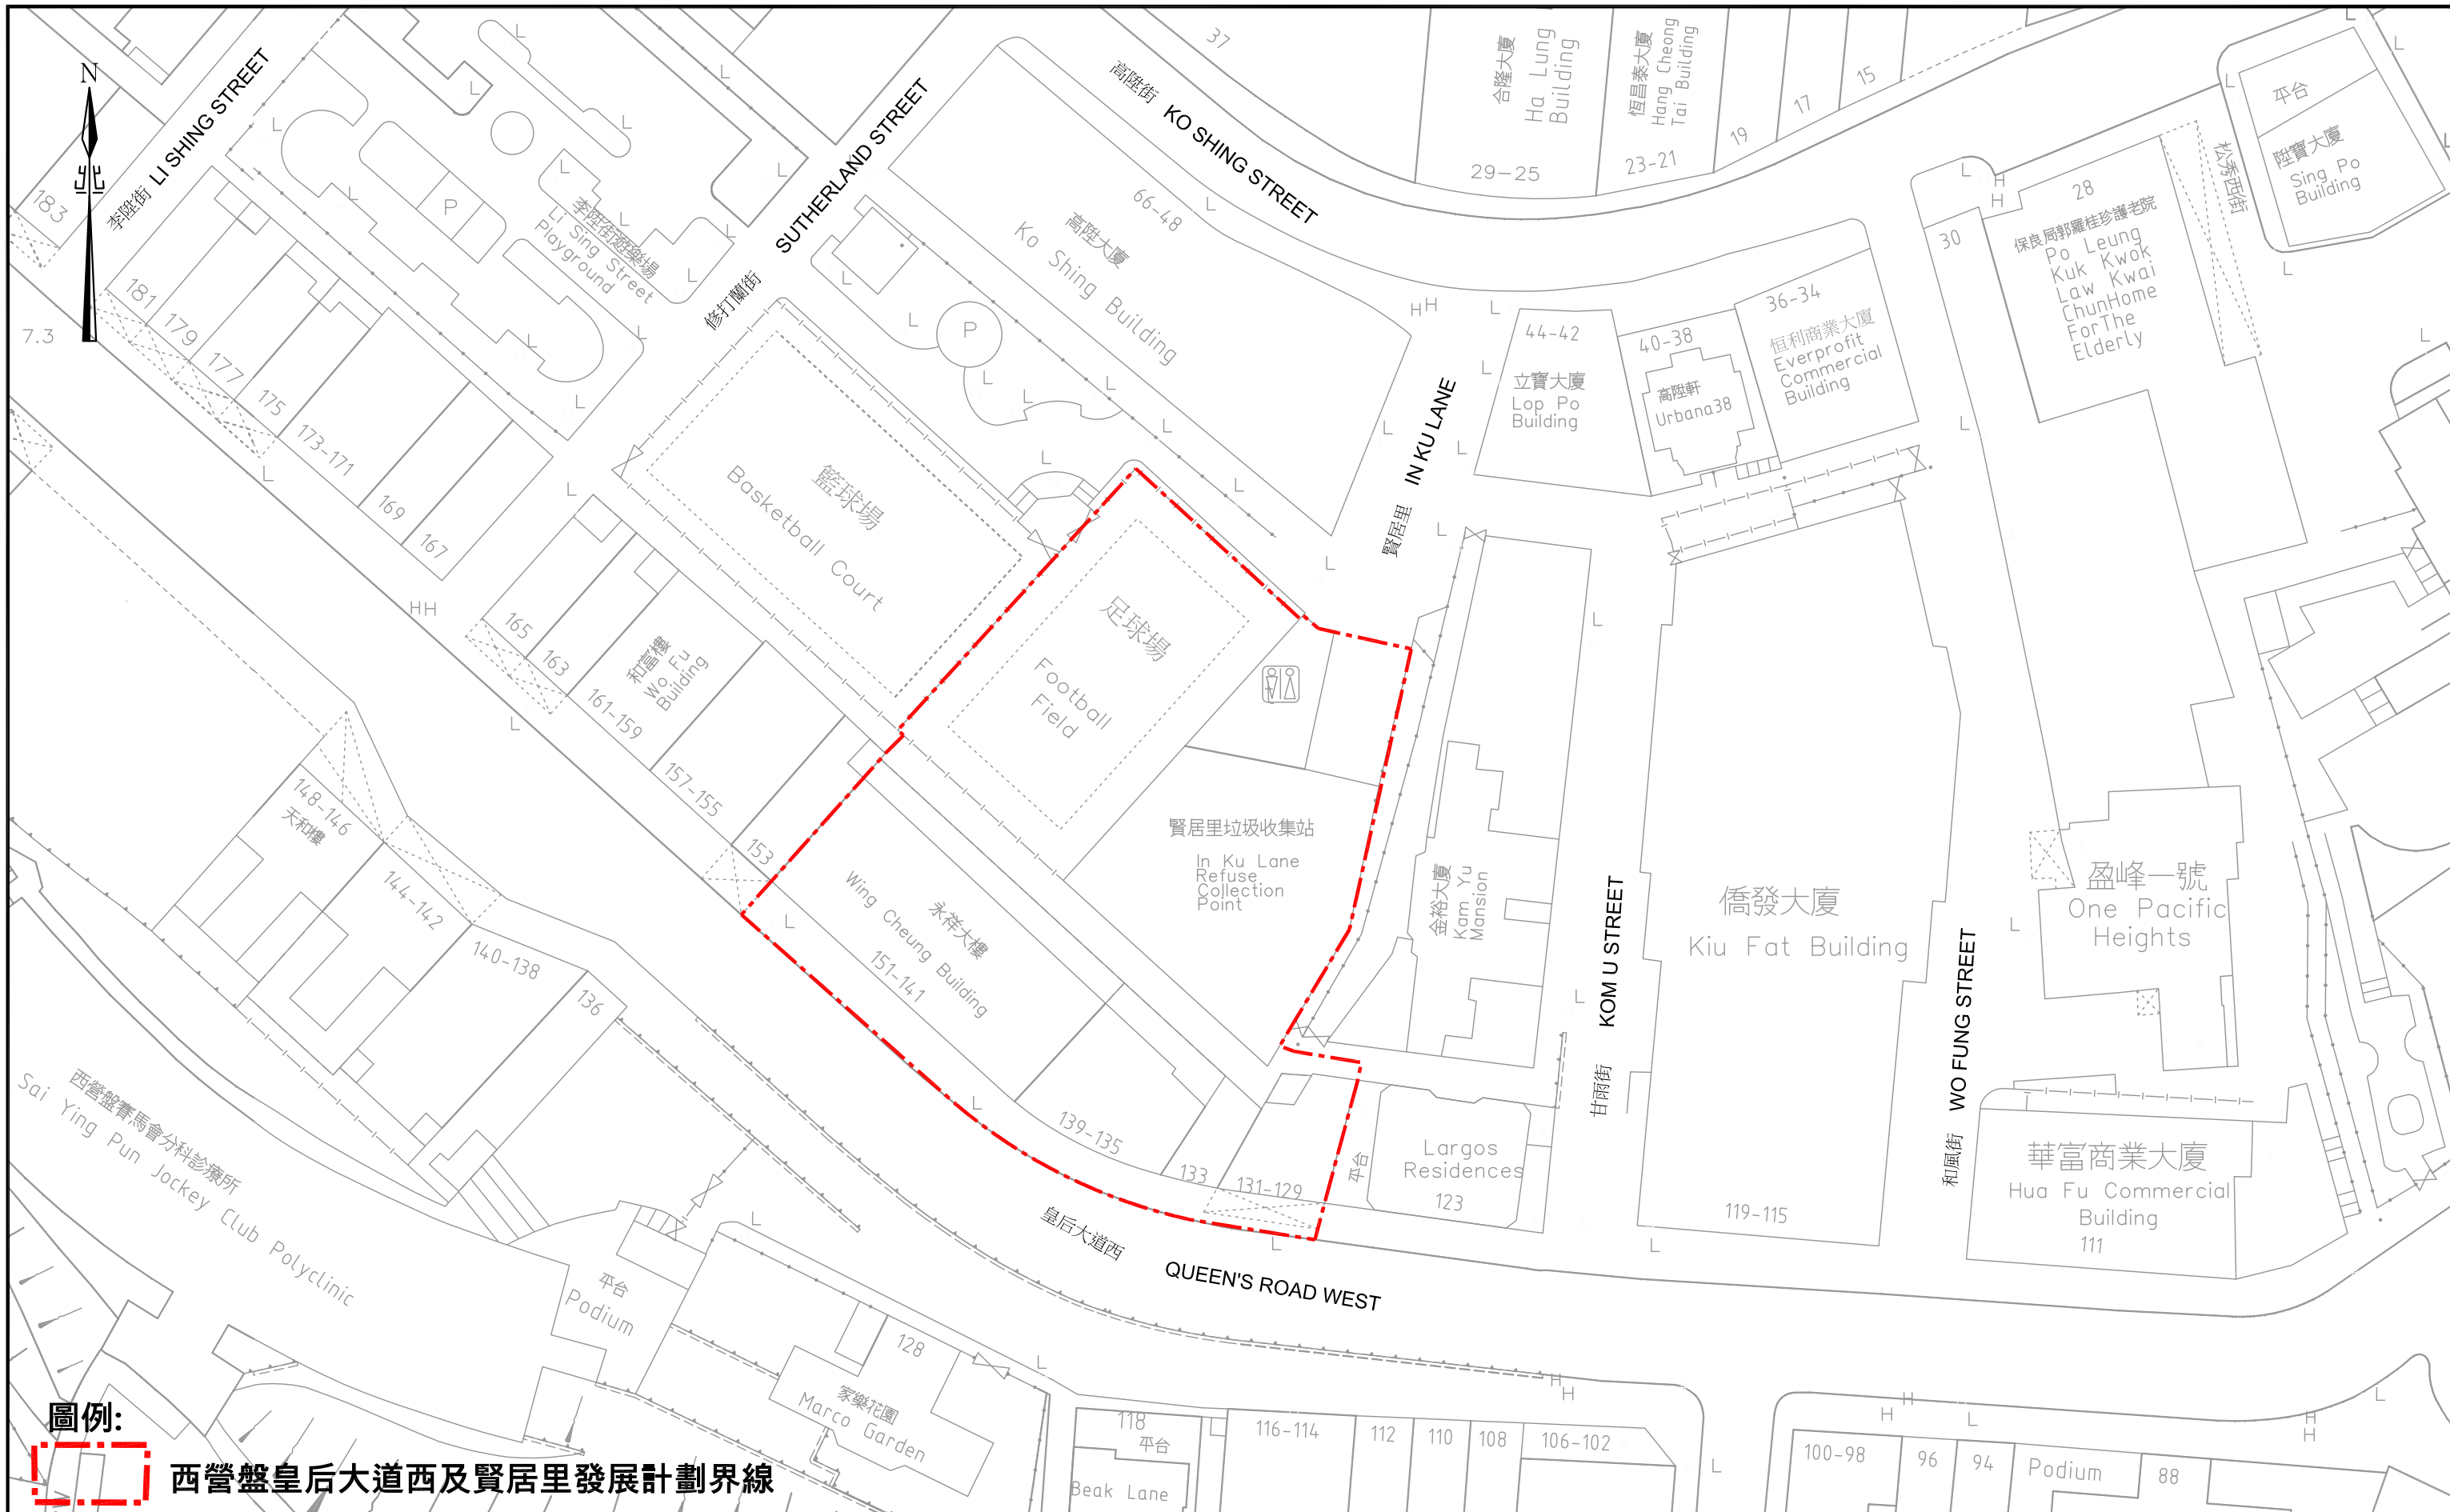 N
北
李陞街 LI SHING STREET
183
181
179
177
175
173-171
169
167
7.3
P
李陞街遊樂場
Li Sing Street
Playground
修打蘭街 SUTHERLAND STREET
37
高陞街 KO SHING STREET
66-48
高陞大廈
Ko Shing Building
P
合隆大廈
Ha Lung
Building
29-25
恆昌泰大廈
Hang Cheong
Tai Building
23-21
19
17
15
平台
陞寶大廈
Sing Po
Building
松秀西街
28
保良局郭羅桂珍護老院
Po Leung
Kuk Kwok
Law Kwai
ChunHome
ForThe
Elderly
30
36-34
恒利商業大廈
Everprofit
Commercial
Building
40-38
高陞軒
Urbana38
44-42
立寶大廈
Lop Po
Building
賢居里 IN KU LANE
籃球場
Basketball Court
足球場
Football
Field
165
163
和富樓
Wo Fu
Building
161-159
157-155
153
賢居里垃圾收集站
In Ku Lane
Refuse
Collection
Point
永祥大樓
Wing Cheung Building
151-141
139-135
133
131-129
平台
金裕大廈
Kam Yu
Mansion
Largos
Residences
123
甘雨街 KOM U STREET
僑發大廈
Kiu Fat Building
119-115
和風街 WO FUNG STREET
盈峰一號
One Pacific
Heights
華富商業大廈
Hua Fu Commercial
Building
111
148-146
天和樓
144-142
140-138
136
西營盤賽馬會分科診療所
Sai Ying Pun Jockey Club Polyclinic
平台
Podium
皇后大道西 QUEEN'S ROAD WEST
128
家樂花園
Marco Garden
118
平台
Beak Lane
116-114
112
110
108
106-102
100-98
96
94
Podium
88
圖例:
西營盤皇后大道西及賢居里發展計劃界線